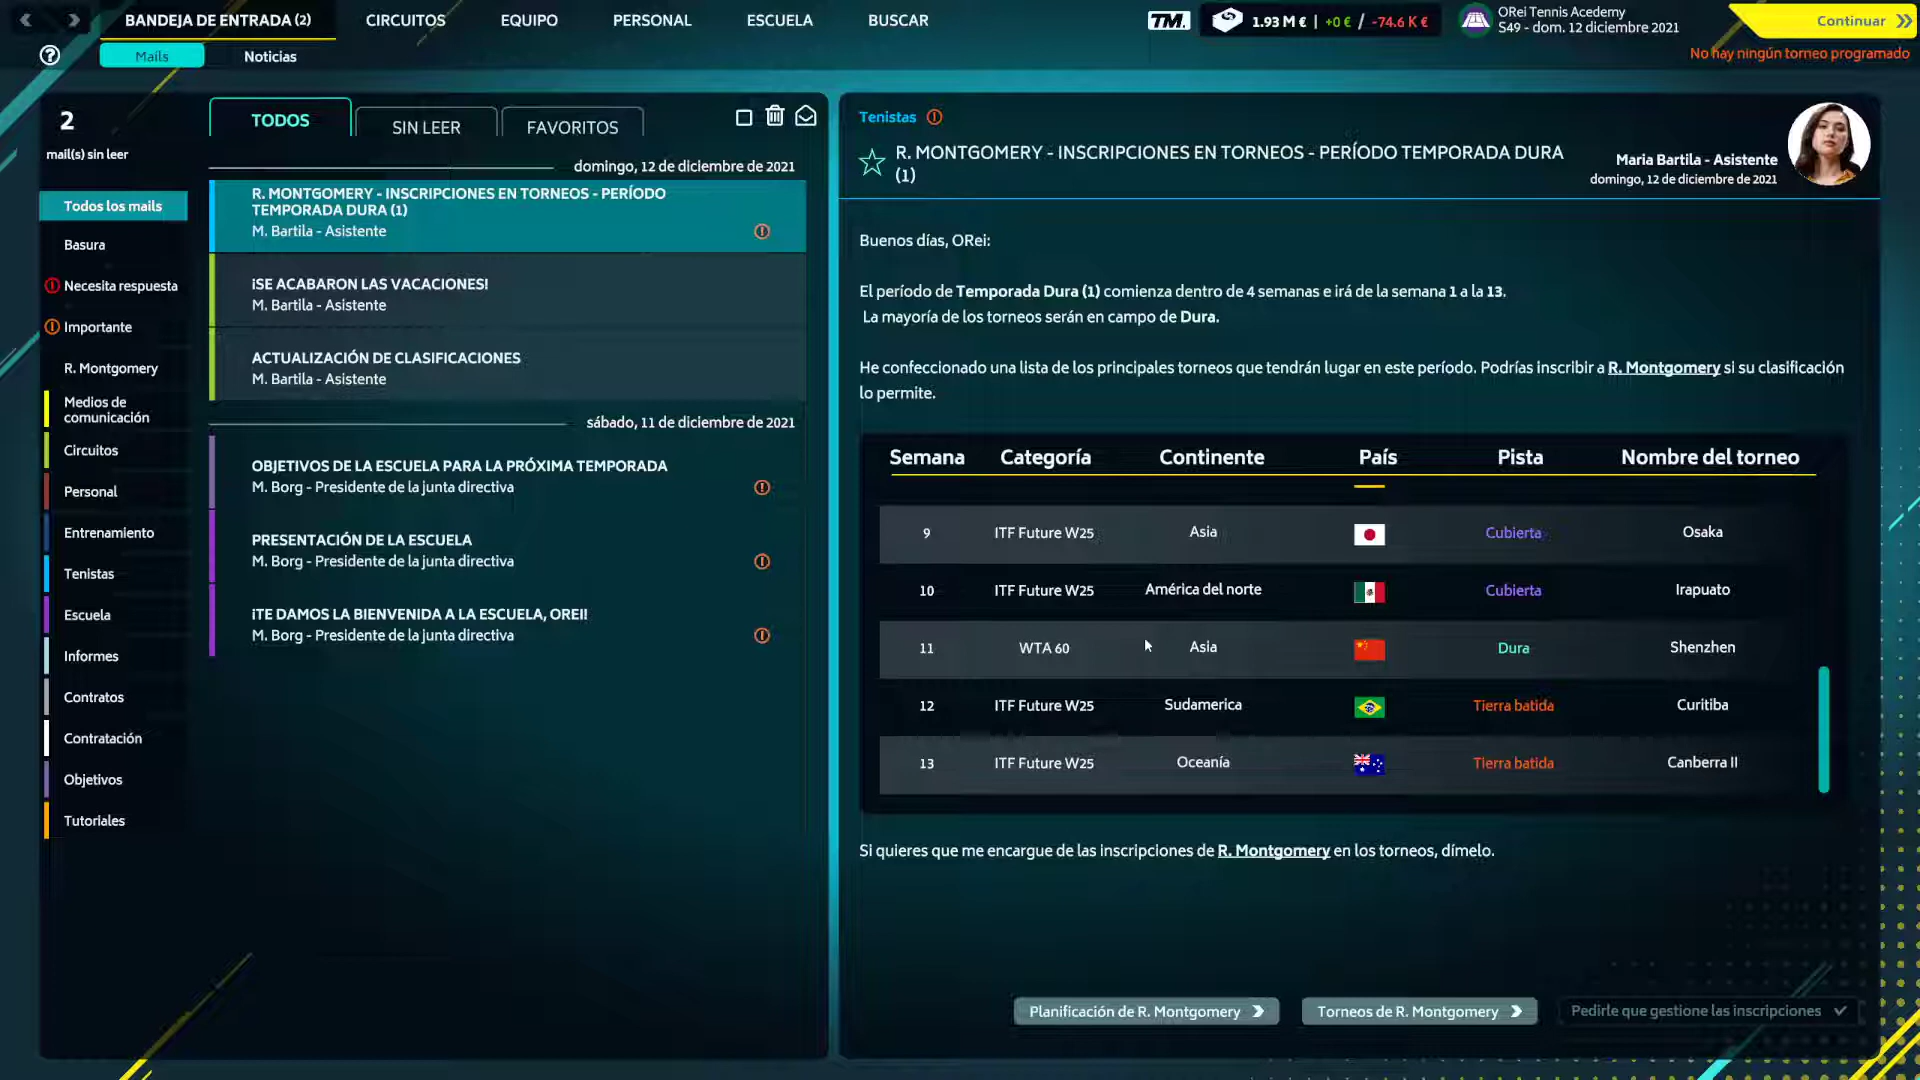 BANDEJA DE ENTRADA (2)
CIRCUITOS
EQUIPO
PERSONAL
ESCUELA
BUSCAR
TM.
1.93 M € | +0 € / -74.6 K €
ORei Tennis Acedemy
S49 - dom. 12 diciembre 2021
Continuar
No hay ningún torneo programado
Mails
Noticias
2
mail(s) sin leer
Todos los mails
Basura
Necesita respuesta
Importante
R. Montgomery
Medios de
comunicación
Circuitos
Personal
Entrenamiento
Tenistas
Escuela
Informes
Contratos
Contratación
Objetivos
Tutoriales
TODOS
SIN LEER
FAVORITOS
domingo, 12 de diciembre de 2021
R. MONTGOMERY - INSCRIPCIONES EN TORNEOS - PERÍODO
TEMPORADA DURA (1)
M. Bartila - Asistente
¡SE ACABARON LAS VACACIONES!
M. Bartila - Asistente
ACTUALIZACIÓN DE CLASIFICACIONES
M. Bartila - Asistente
sábado, 11 de diciembre de 2021
OBJETIVOS DE LA ESCUELA PARA LA PRÓXIMA TEMPORADA
M. Borg - Presidente de la junta directiva
PRESENTACIÓN DE LA ESCUELA
M. Borg - Presidente de la junta directiva
¡TE DAMOS LA BIENVENIDA A LA ESCUELA, OREI!
M. Borg - Presidente de la junta directiva
Tenistas
R. MONTGOMERY - INSCRIPCIONES EN TORNEOS - PERÍODO TEMPORADA DURA
(1)
Maria Bartila - Asistente
domingo, 12 de diciembre de 2021
Buenos días, ORei:
El período de Temporada Dura (1) comienza dentro de 4 semanas e irá de la semana 1 a la 13.
La mayoría de los torneos serán en campo de Dura.
He confeccionado una lista de los principales torneos que tendrán lugar en este período. Podrías inscribir a R. Montgomery si su clasificación
lo permite.
Semana Categoría Continente País Pista Nombre del torneo
9 ITF Future W25 Asia Cubierta Osaka
10 ITF Future W25 América del norte Cubierta Irapuato
11 WTA 60 Asia Dura Shenzhen
12 ITF Future W25 Sudamerica Tierra batida Curitiba
13 ITF Future W25 Oceanía Tierra batida Canberra II
Si quieres que me encargue de las inscripciones de R. Montgomery en los torneos, dímelo.
Planificación de R. Montgomery
Torneos de R. Montgomery
Pedirle que gestione las inscripciones